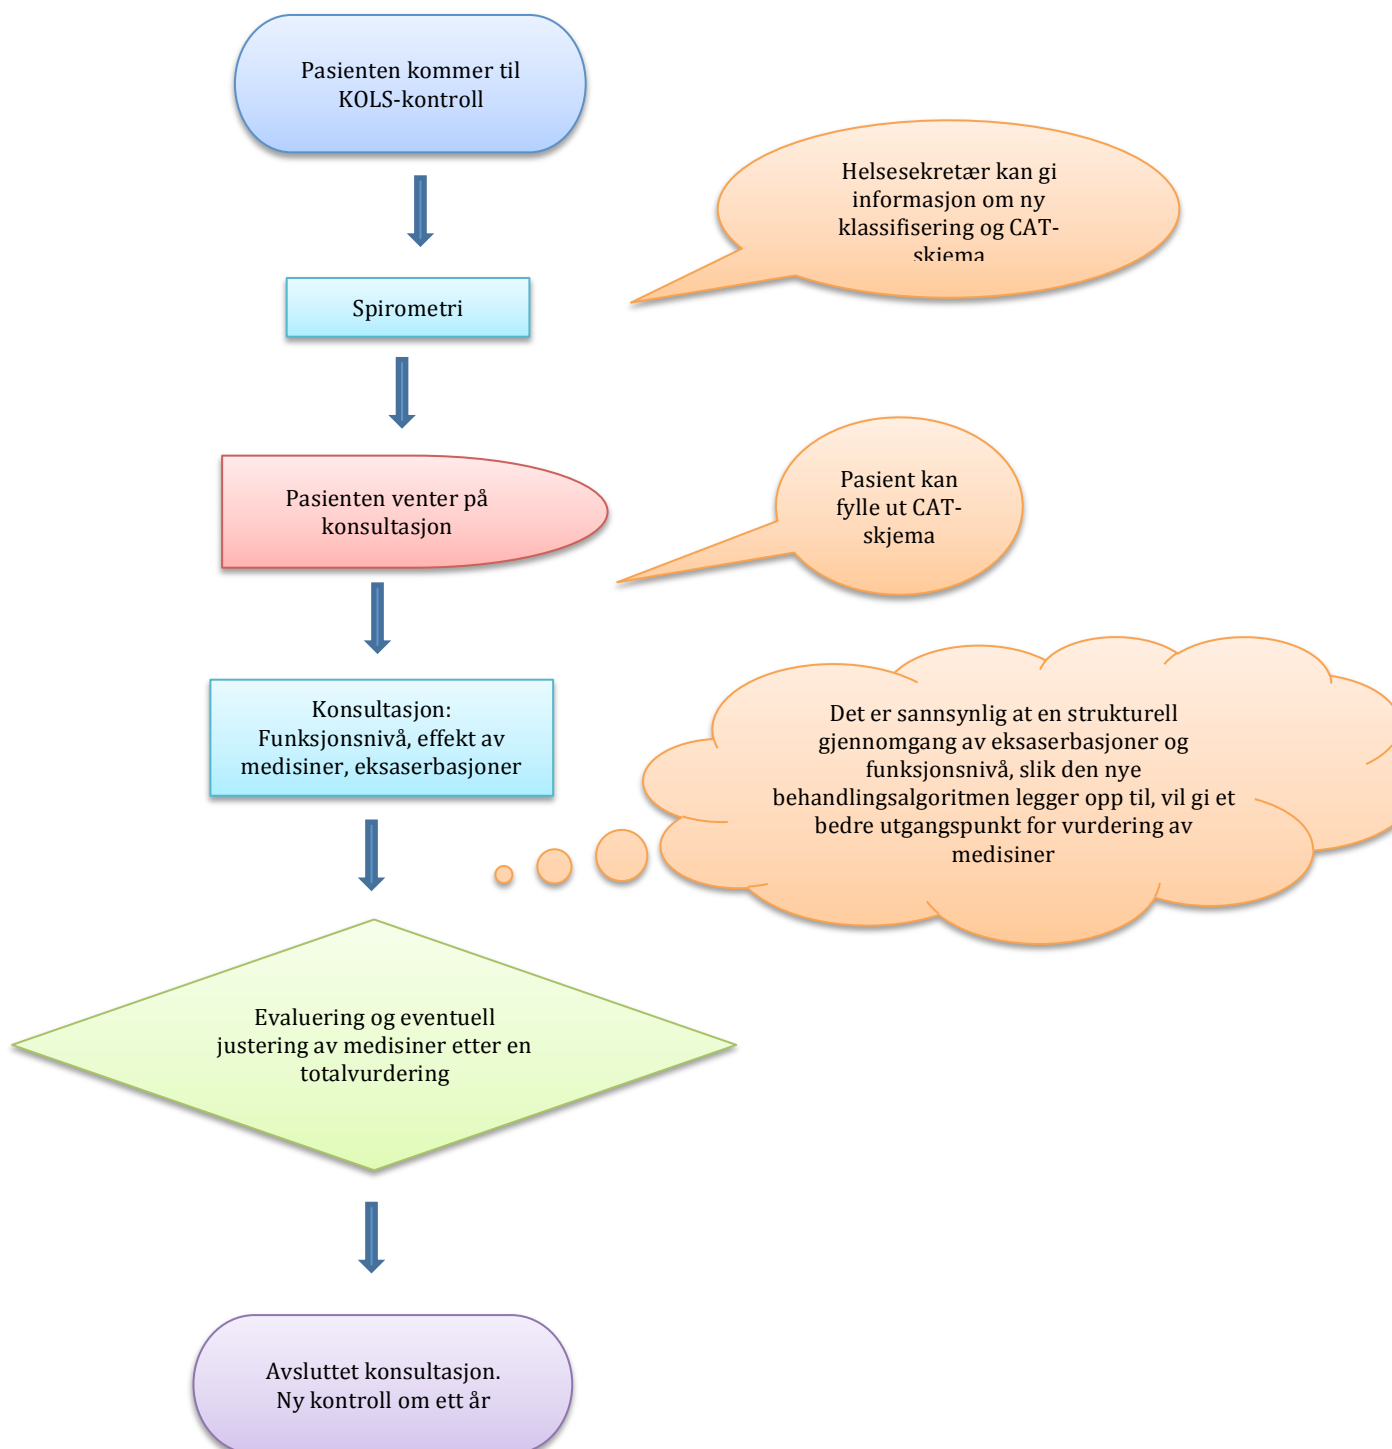 Pasienten kommer til
KOLS-kontroll
Helsesekretær kan gi
informasjon om ny
klassifisering og CAT-
skjema
Spirometri
Pasienten venter på
konsultasjon
Pasient kan
fylle ut CAT-
skjema
Konsultasjon:
Funksjonsnivå, effekt av
medisiner, eksaserbasjoner
Det er sannsynlig at en strukturell
gjennomgang av eksaserbasjoner og
funksjonsnivå, slik den nye
behandlingsalgoritmen legger opp til, vil gi et
bedre utgangspunkt for vurdering av
medisiner
Evaluering og eventuell
justering av medisiner etter en
totalvurdering
Avsluttet konsultasjon.
Ny kontroll om ett år